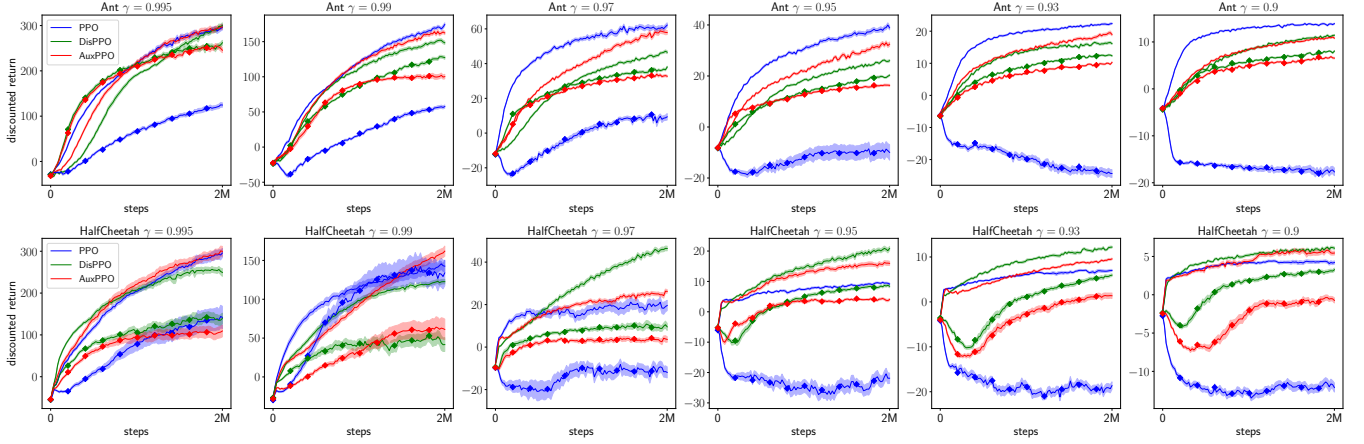 Ant γ = 0.995
discounted return
300
200
100
0
PPO
DisPPO
AuxPPO
0
2M
steps
Ant γ = 0.99
150
100
50
0
−50
0
2M
steps
Ant γ = 0.97
60
40
20
0
−20
0
2M
steps
Ant γ = 0.95
40
20
0
−20
0
2M
steps
Ant γ = 0.93
20
10
0
−10
−20
0
2M
steps
Ant γ = 0.9
10
0
−10
−20
0
2M
steps
HalfCheetah γ = 0.995
discounted return
300
200
100
0
PPO
DisPPO
AuxPPO
0
2M
steps
HalfCheetah γ = 0.99
150
100
50
0
0
2M
steps
HalfCheetah γ = 0.97
40
20
0
−20
0
2M
steps
HalfCheetah γ = 0.95
20
10
0
−10
−20
−30
0
2M
steps
HalfCheetah γ = 0.93
10
0
−10
−20
0
2M
steps
HalfCheetah γ = 0.9
5
0
−5
−10
0
2M
steps